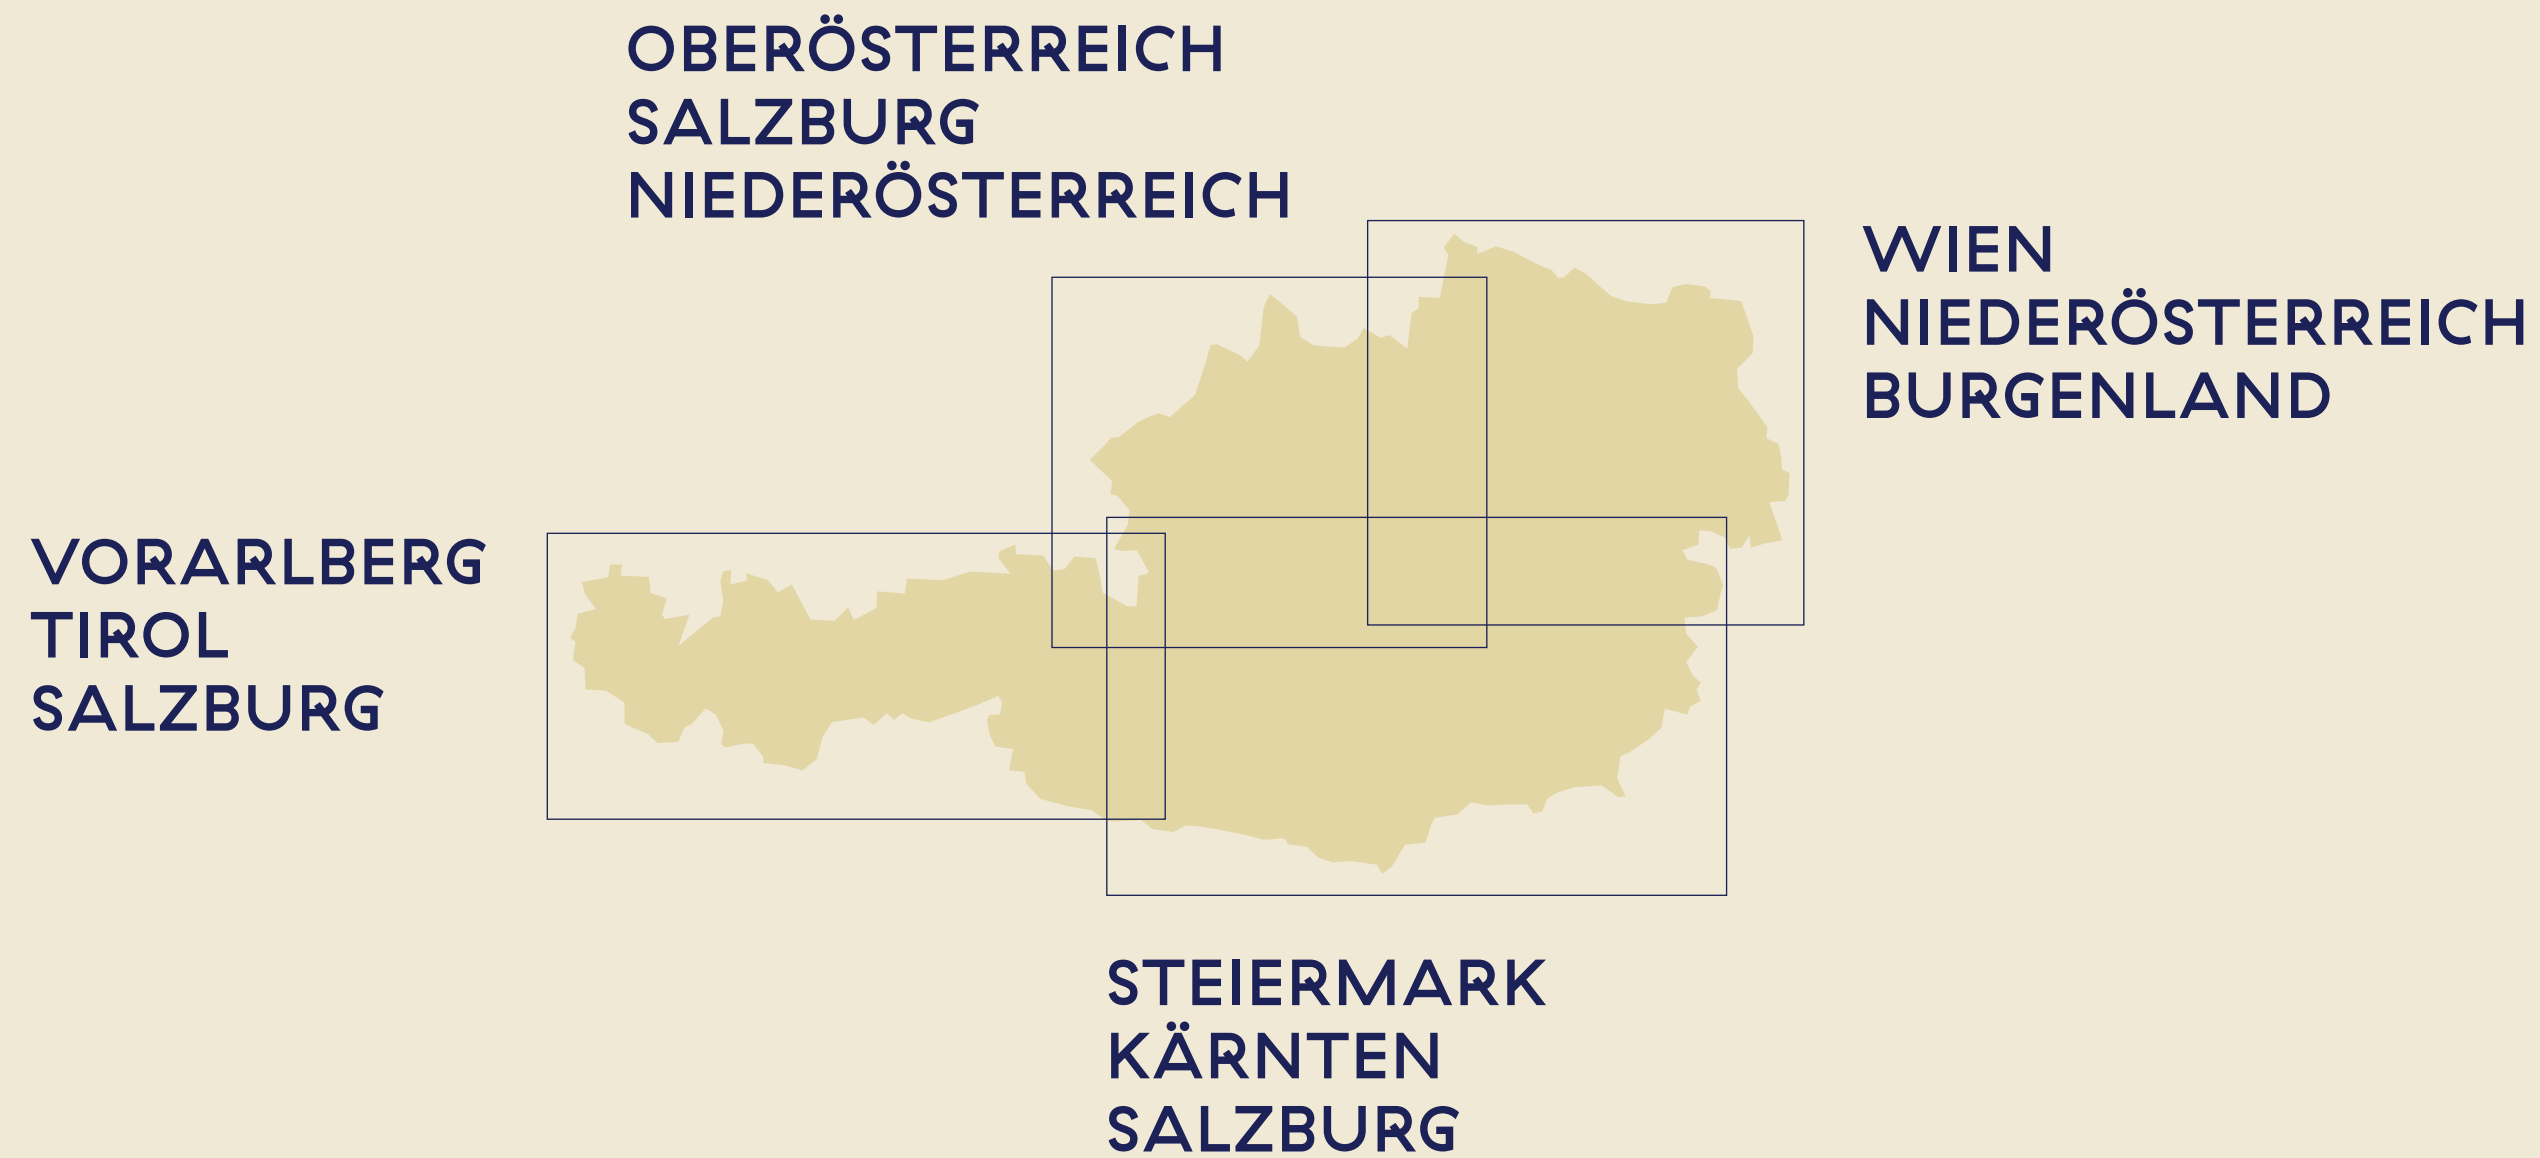 OBERÖSTERREICH
SALZBURG
NIEDERÖSTERREICH
WIEN
NIEDERÖSTERREICH
BURGENLAND
VORARLBERG
TIROL
SALZBURG
STEIERMARK
KÄRNTEN
SALZBURG